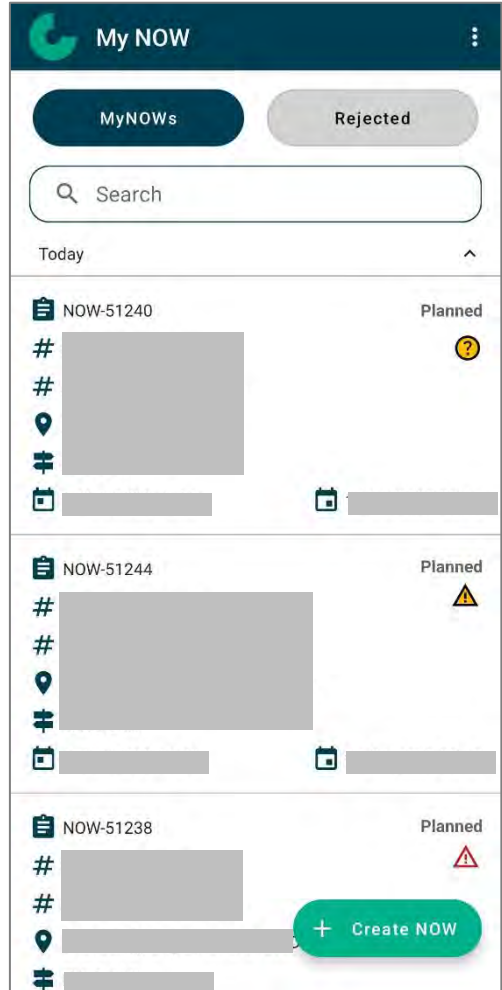 My NOW
MyNOWs Rejected
Search
Today
NOW-51240 Planned
#
?
#
NOW-51244 Planned
#
#
NOW-51238 Planned
#
#
+ Create NOW